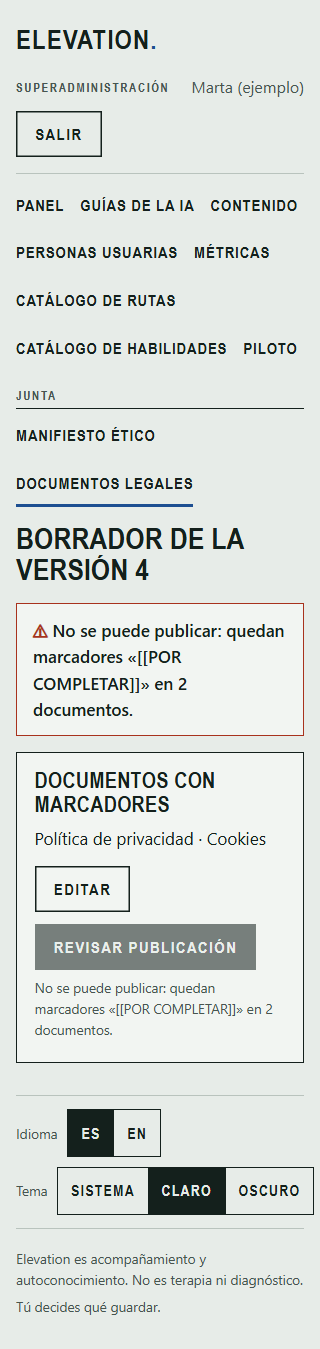 ELEVATION.
SUPERADMINISTRACIÓN Marta (ejemplo)
SALIR
PANEL GUÍAS DE LA IA CONTENIDO
PERSONAS USUARIAS MÉTRICAS
CATÁLOGO DE RUTAS
CATÁLOGO DE HABILIDADES PILOTO
JUNTA
MANIFIESTO ÉTICO
DOCUMENTOS LEGALES
BORRADOR DE LA
VERSIÓN 4
⚠ No se puede publicar: quedan
marcadores «[[POR
COMPLETAR]]» en 2
documentos.
DOCUMENTOS CON
MARCADORES
Política de privacidad · Cookies
EDITAR
REVISAR PUBLICACIÓN
No se puede publicar: quedan
marcadores «[[POR COMPLETAR]]» en 2
documentos.
Idioma ES EN
Tema SISTEMA CLARO OSCURO
Elevation es acompañamiento y
autoconocimiento. No es terapia ni diagnóstico.
Tú decides qué guardar.